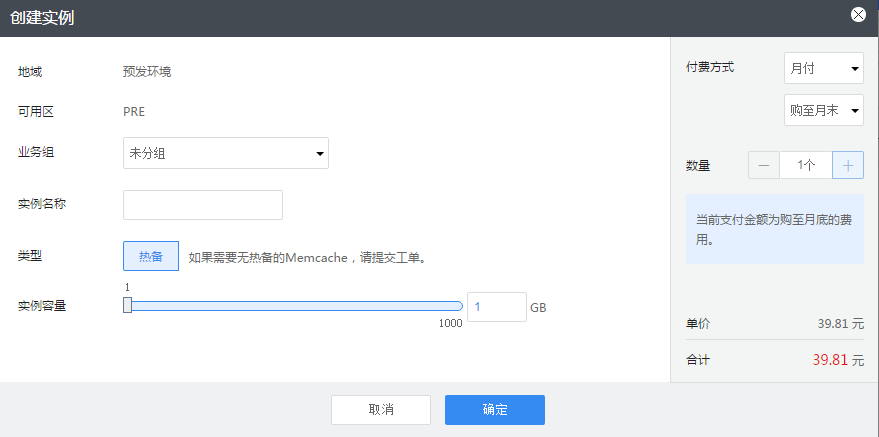 创建实例
地域 预发环境
可用区 PRE
业务组 未分组
实例名称
类型 热备 如果需要无热备的Memcache，请提交工单。
实例容量 1 1000 1 GB
付费方式 月付
购至月末
数量 1个
当前支付金额为购至月底的费
用。
单价 39.81 元
合计 39.81 元
取消 确定